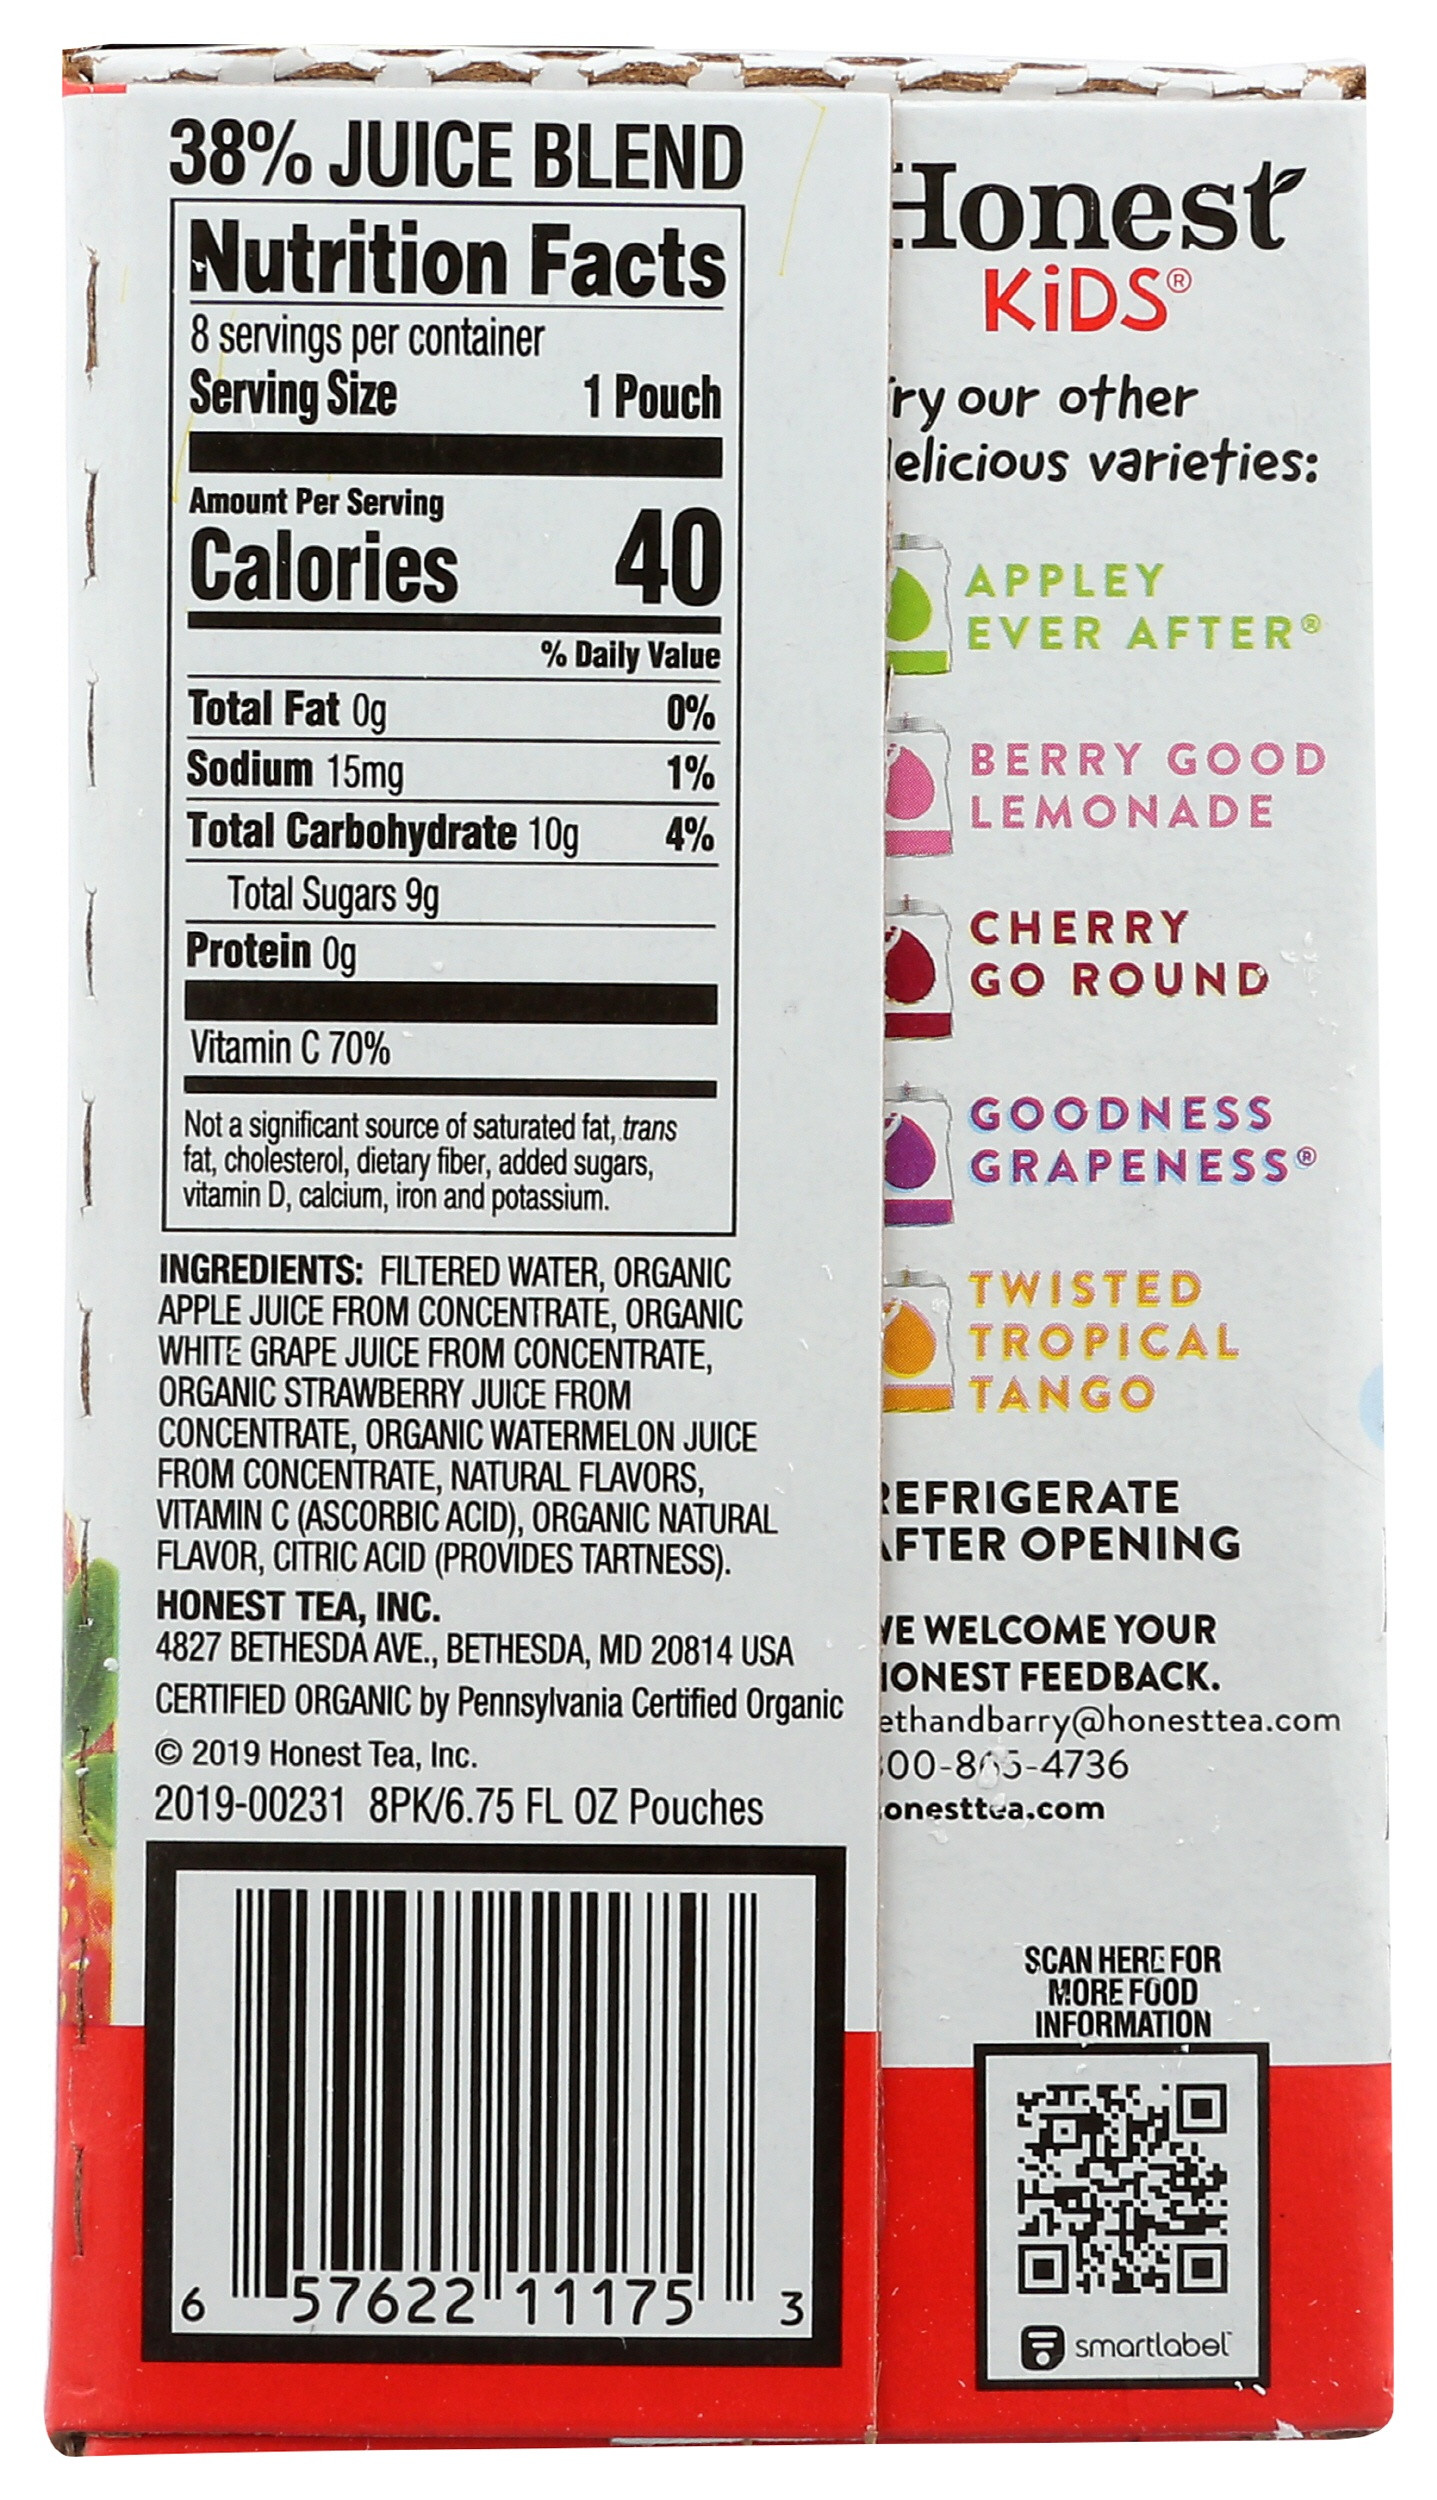 38% JUICE BLEND
Nutrition Facts
8 servings per container
Serving Size 1 Pouch
Amount Per Serving
Calories 40
% Daily Value
Total Fat 0g 0%
Sodium 15mg 1%
Total Carbohydrate 10g 4%
Total Sugars 9g
Protein 0g
Vitamin C 70%
Not a significant source of saturated fat, trans
fat, cholesterol, dietary fiber, added sugars,
vitamin D, calcium, iron and potassium.
INGREDIENTS: FILTERED WATER, ORGANIC
APPLE JUICE FROM CONCENTRATE, ORGANIC
WHITE GRAPE JUICE FROM CONCENTRATE,
ORGANIC STRAWBERRY JUICE FROM
CONCENTRATE, ORGANIC WATERMELON JUICE
FROM CONCENTRATE, NATURAL FLAVORS,
VITAMIN C (ASCORBIC ACID), ORGANIC NATURAL
FLAVOR, CITRIC ACID (PROVIDES TARTNESS).
HONEST TEA, INC.
4827 BETHESDA AVE., BETHESDA, MD 20814 USA
CERTIFIED ORGANIC by Pennsylvania Certified Organic
© 2019 Honest Tea, Inc.
2019-00231 8PK/6.75 FL OZ Pouches
6 57622 11175 3
Honest
KiDS®
ry our other
elicious varieties:
APPLEY
EVER AFTER®
BERRY GOOD
LEMONADE
CHERRY
GO ROUND
GOODNESS
GRAPENESS®
TWISTED
TROPICAL
TANGO
REFRIGERATE
AFTER OPENING
WE WELCOME YOUR
HONEST FEEDBACK.
ethandbarry@honesttea.com
00-865-4736
onesttea.com
SCAN HERE FOR
MORE FOOD
INFORMATION
smartlabel™